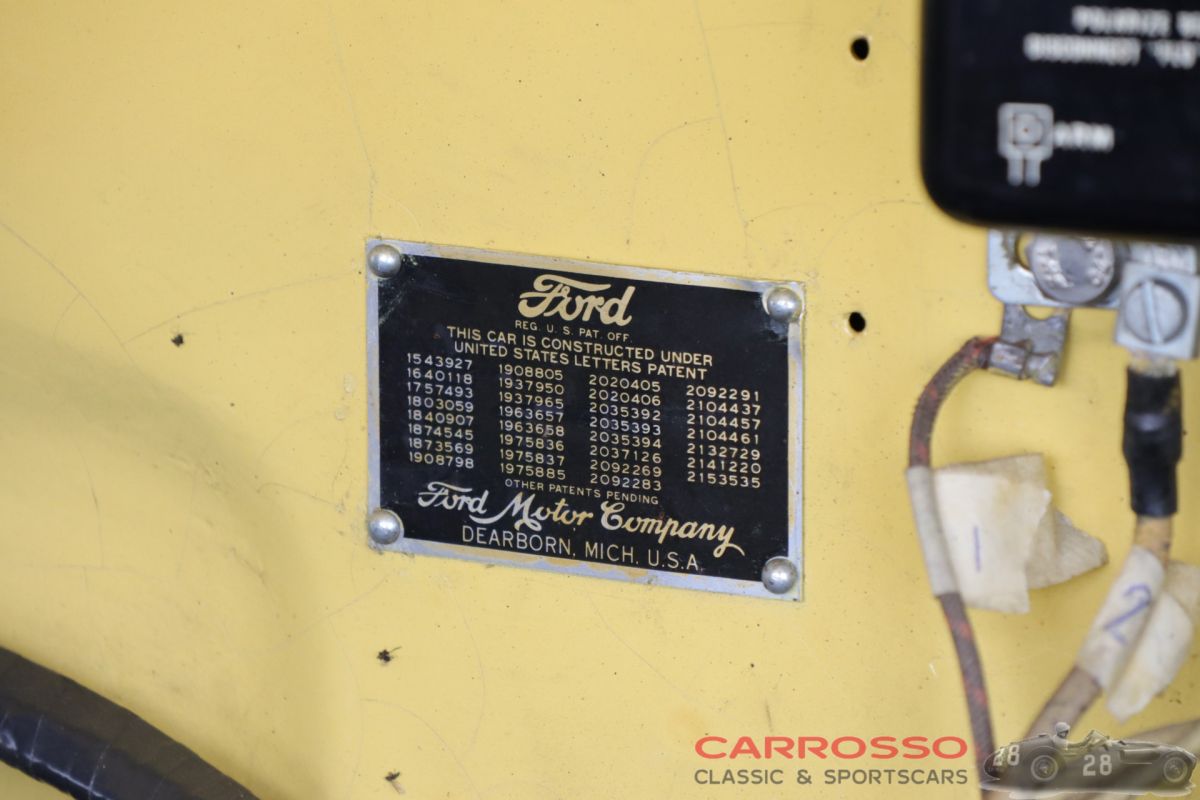 POLARIZE
DISCONNECT
D ARM
Ford
REG. U. S. PAT. OFF.
THIS CAR IS CONSTRUCTED UNDER
UNITED STATES LETTERS PATENT
1543927 1908805 2020405 2092291
1640118 1937950 2020406 2104437
1757493 1937965 2035392 2104457
1803059 1963657 2035393 2104461
1840907 1963658 2035394 2132729
1874545 1975836 2037126 2141220
1873569 1975837 2092269 2153535
1908798 1975885 2092283
OTHER PATENTS PENDING
Ford Motor Company
DEARBORN, MICH. U.S.A.
1
2
CARROSSO
CLASSIC & SPORTSCARS
28
28